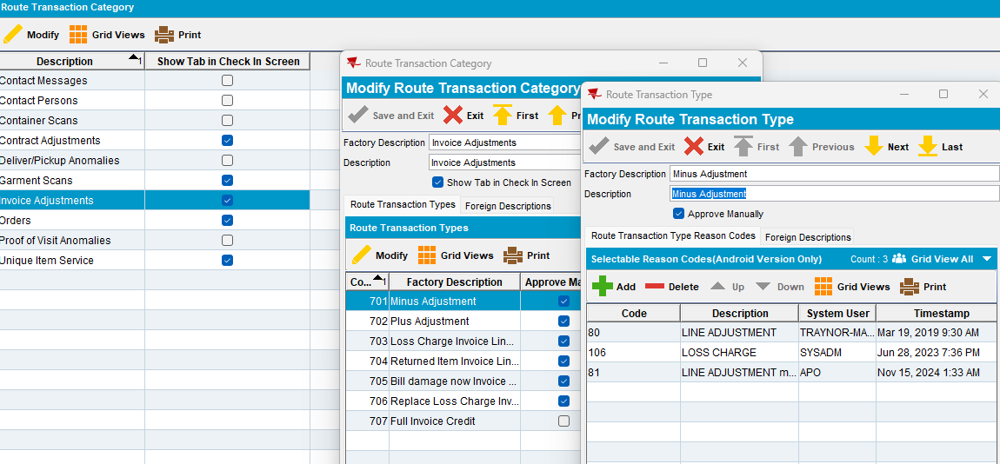 Route Transaction Category
Modify Grid Views Print
Description 1 Show Tab in Check In Screen
Contact Messages
Contact Persons
Container Scans
Contract Adjustments
Deliver/Pickup Anomalies
Garment Scans
Invoice Adjustments
Orders
Proof of Visit Anomalies
Unique Item Service
Route Transaction Category
Modify Route Transaction Category
Save and Exit Exit First Pr
Factory Description Invoice Adjustments
Description Invoice Adjustments
Show Tab in Check In Screen
Route Transaction Types Foreign Descriptions
Route Transaction Types
Modify Grid Views Print
Co... 1 Factory Description Approve Ma
701 Minus Adjustment
702 Plus Adjustment
703 Loss Charge Invoice Lin...
704 Returned Item Invoice Lin...
705 Bill damage now Invoice ...
706 Replace Loss Charge Inv...
707 Full Invoice Credit
Route Transaction Type
Modify Route Transaction Type
Save and Exit Exit First Previous Next Last
Factory Description Minus Adjustment
Description Minus Adjustment
Approve Manually
Route Transaction Type Reason Codes Foreign Descriptions
Selectable Reason Codes(Android Version Only) Count : 3 Grid View All
Add Delete Up Down Grid Views Print
Code Description System User Timestamp
80 LINE ADJUSTMENT TRAYNOR-MA... Mar 19, 2019 9:30 AM
106 LOSS CHARGE SYSADM Jun 28, 2023 7:36 PM
81 LINE ADJUSTMENT m... APO Nov 15, 2024 1:33 AM